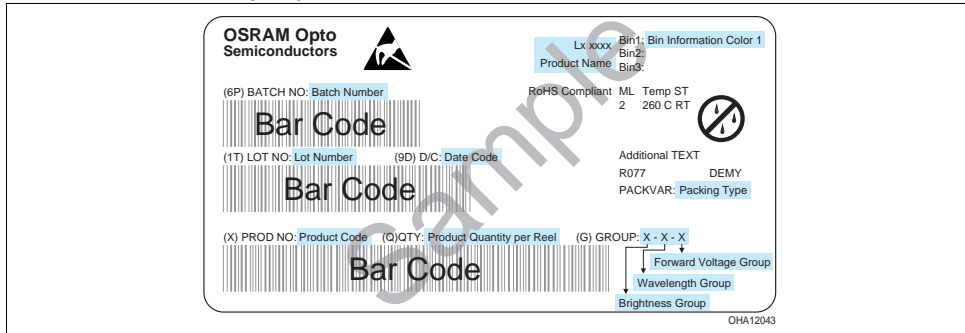 OSRAM Opto
Semiconductors
Lx xxxx
Product Name
Bin1: Bin Information Color 1
Bin2:
Bin3:
RoHS Compliant ML Temp ST
2 260 C RT
(6P) BATCH NO: Batch Number
Bar Code
(1T) LOT NO: Lot Number (9D) D/C: Date Code
Bar Code
Additional TEXT
R077 DEMY
PACKVAR: Packing Type
(X) PROD NO: Product Code (Q)QTY: Product Quantity per Reel (G) GROUP: X - X - X
Bar Code
Forward Voltage Group
Wavelength Group
Brightness Group
Sample
OHA12043